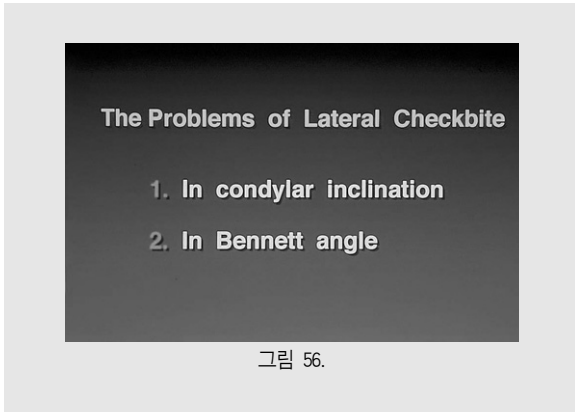 The Problems of Lateral Checkbite
1. In condylar inclination
2. In Bennett angle
그림 56.